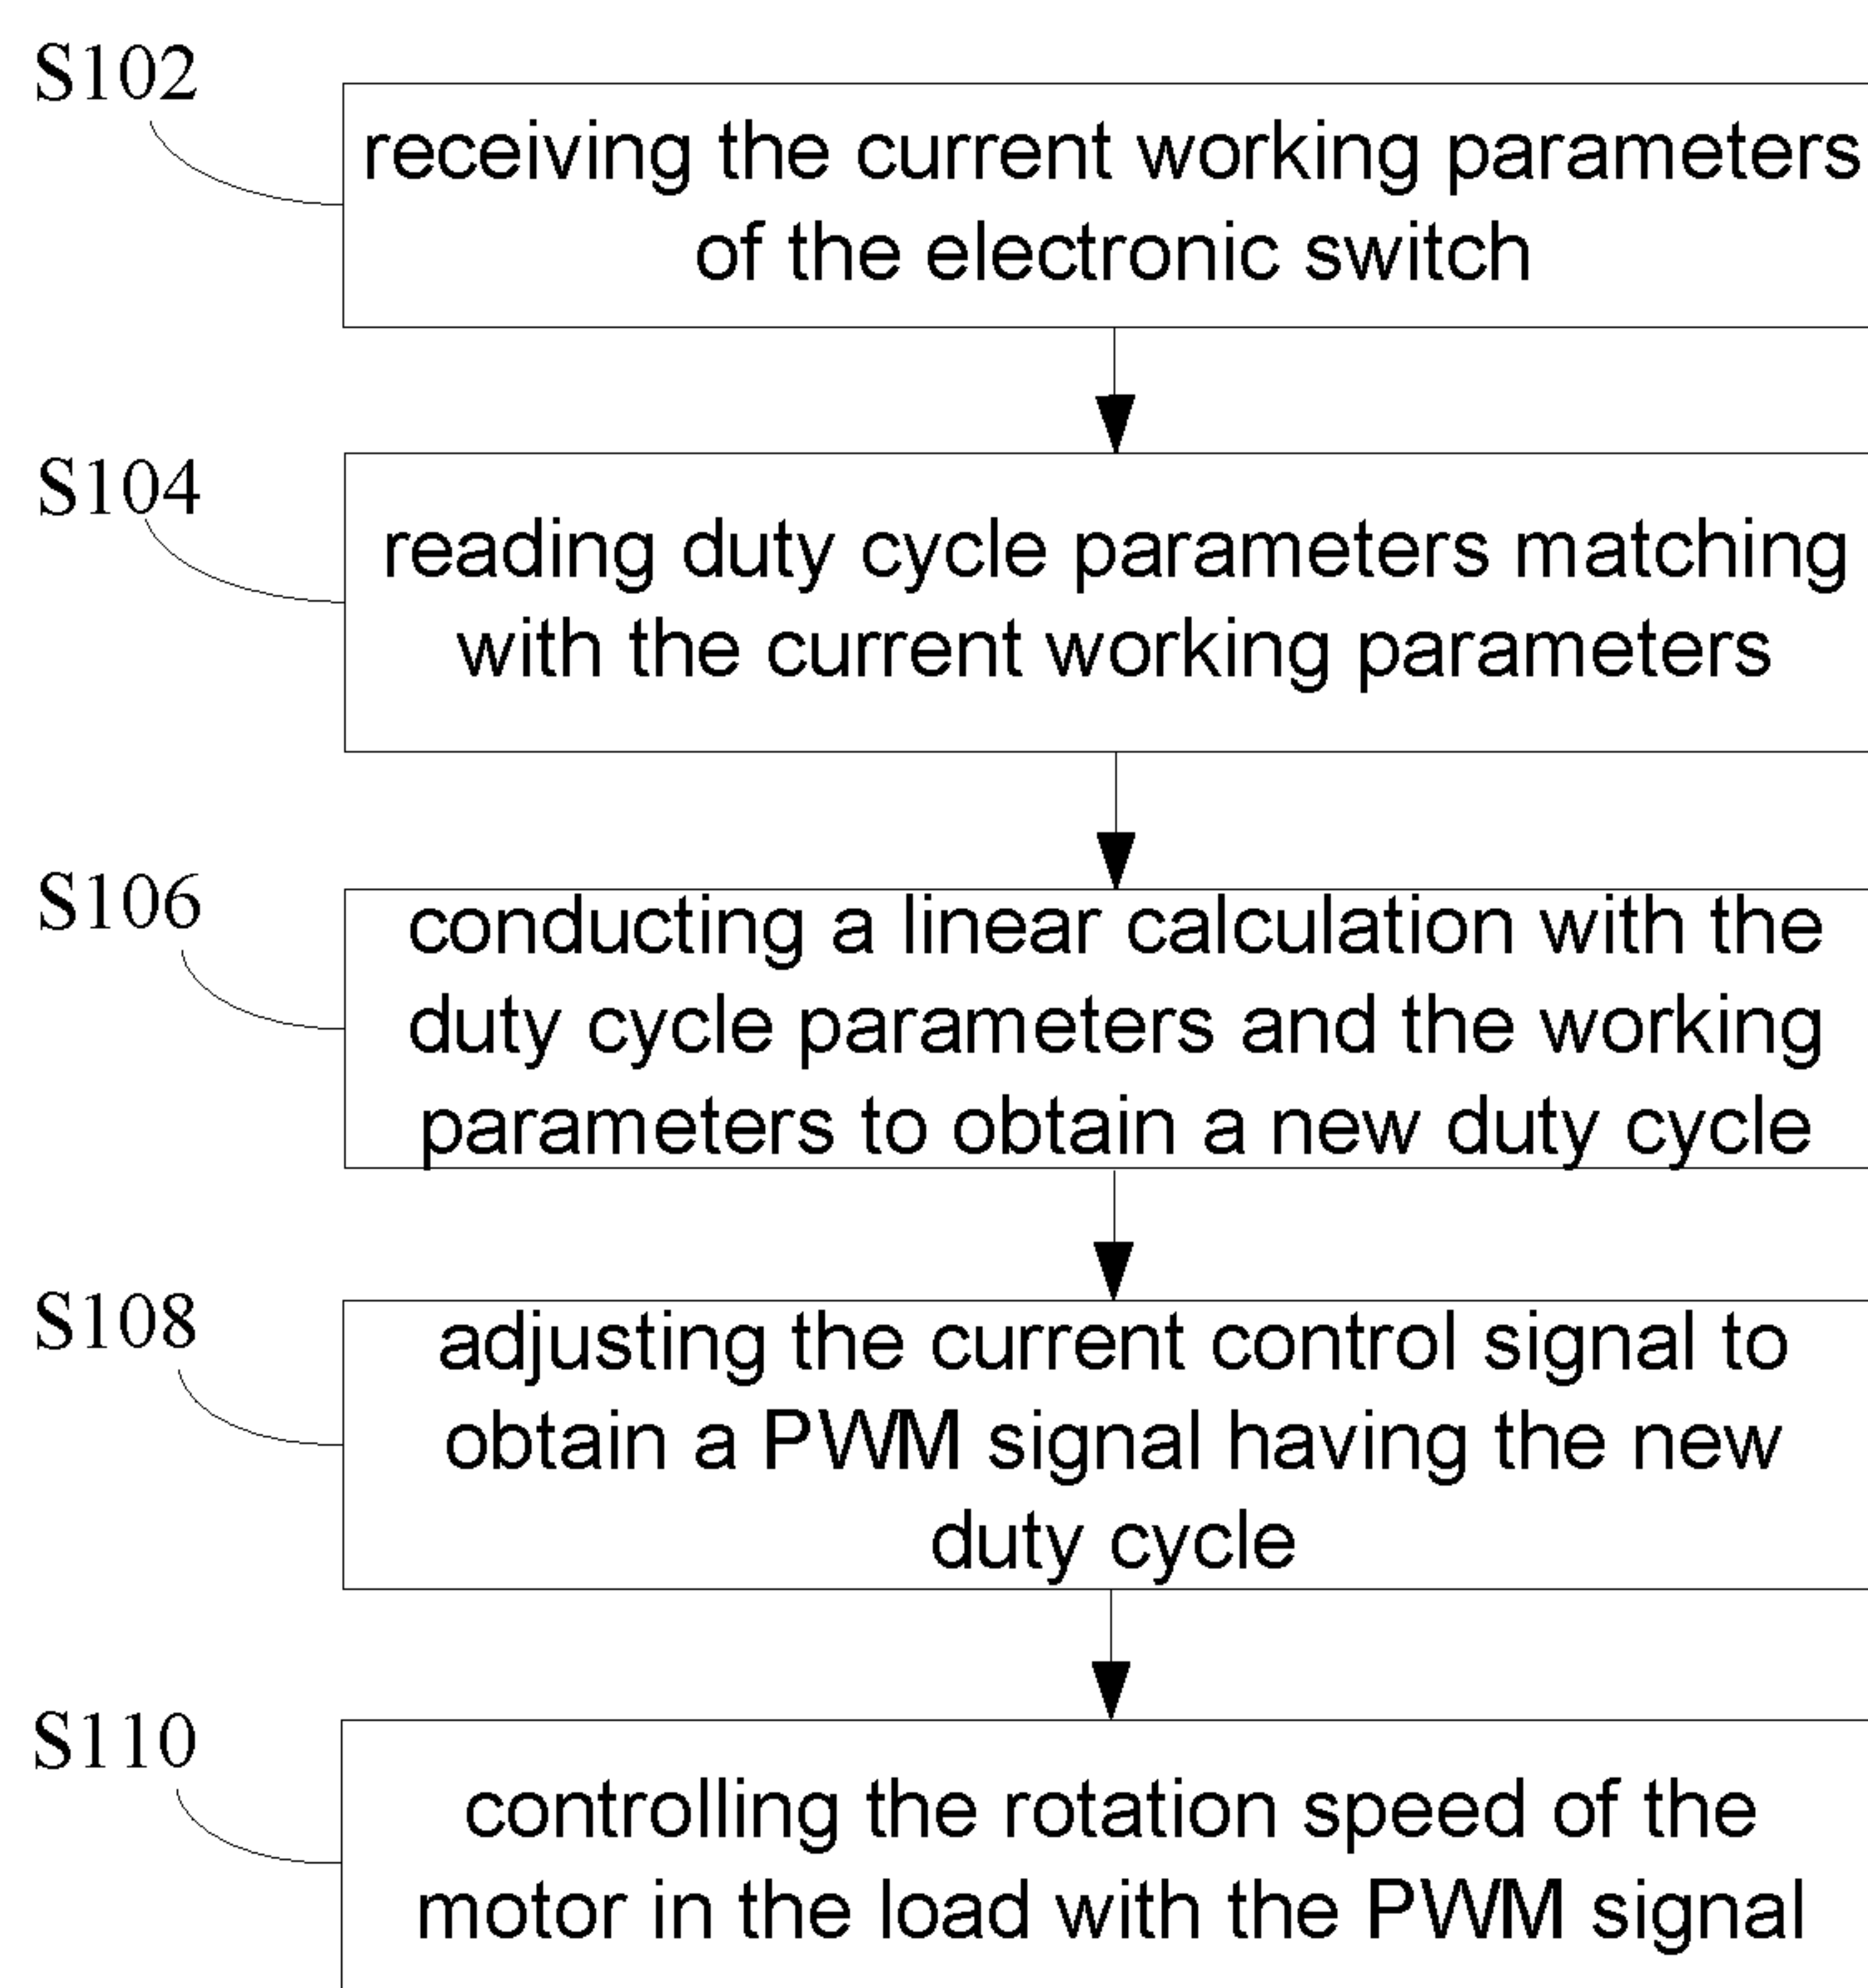 S102
receiving the current working parameters
of the electronic switch
S104
reading duty cycle parameters matching
with the current working parameters
S106
conducting a linear calculation with the
duty cycle parameters and the working
parameters to obtain a new duty cycle
S108
adjusting the current control signal to
obtain a PWM signal having the new
duty cycle
S110
controlling the rotation speed of the
motor in the load with the PWM signal